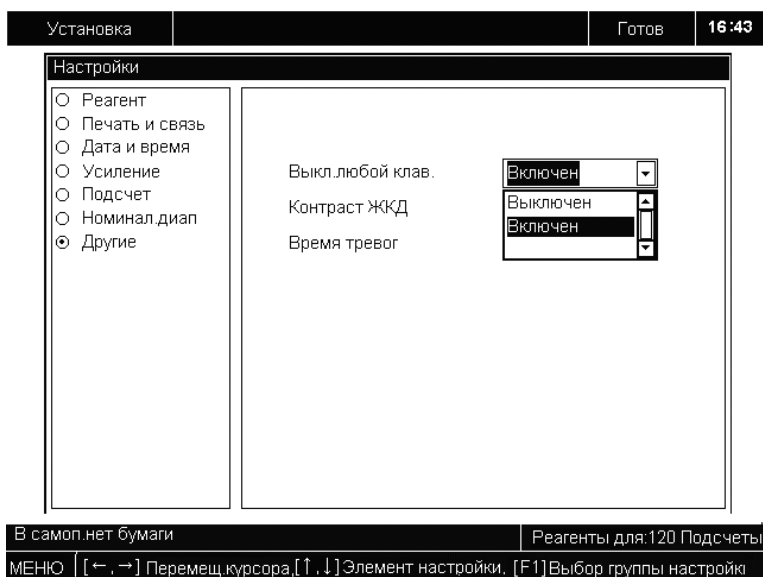 Установка Готов 16:43
Настройки
Реагент
Печать и связь
Дата и время
Усиление
Подсчет
Номинал.диап
Другие
Выкл.любой клав. Включен
Контраст ЖКД
Время тревог
Выключен
Включен
В самоп.нет бумаги Реагенты для:120 Подсчеты
МЕНЮ [←,→] Перемещ.курсора,[↑,↓]Элемент настройки, [F1]Выбор группы настройкı